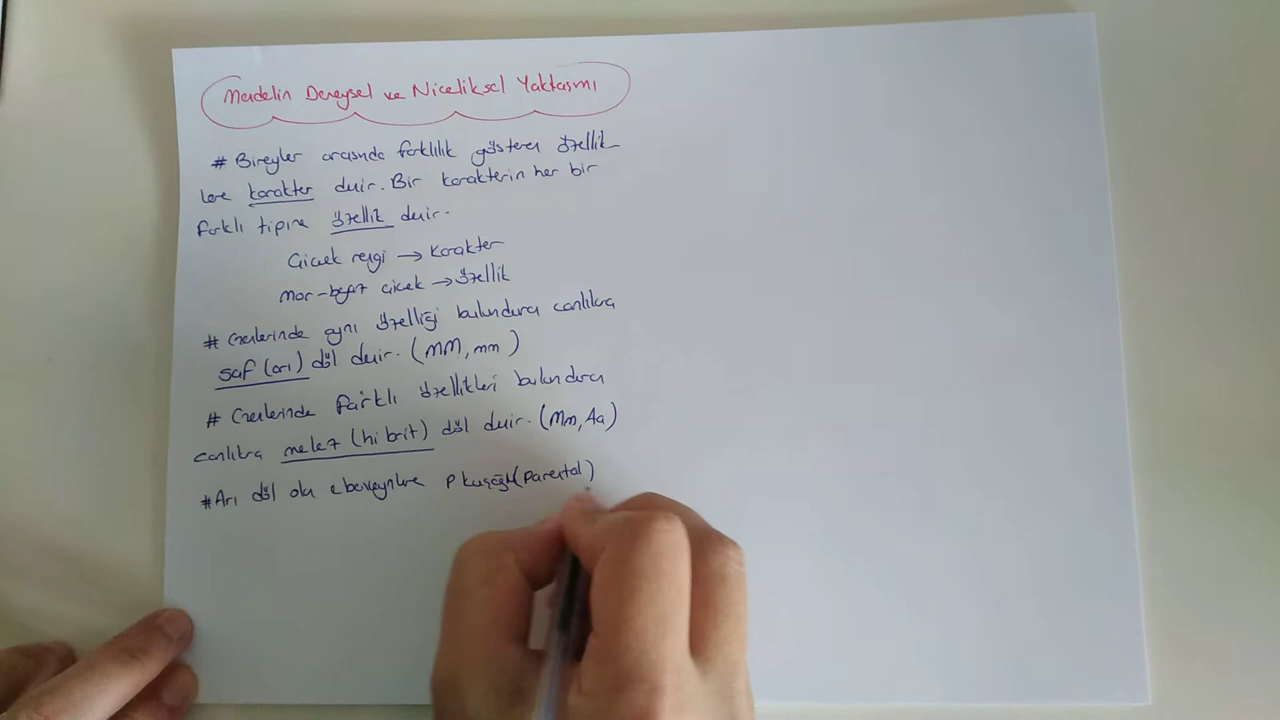 Mendelin Deneysel ve Niceliksel Yaklaşımı
# Bireyler arasında farklılık gösteren özellik-
lere karakter denir. Bir karakterin her bir
farklı tipine özellik denir.
Çiçek rengi → Karakter
mor-beyaz çiçek → özellik
# Genlerinde aynı özelliği bulunduran canlılara
saf (arı) döl denir. (MM, mm)
# Genlerinde farklı özellikleri bulunduran
canlılara melez (hibrit) döl denir. (Mm, Aa)
# Arı döl olan ebeveynlere P kuşağı (Parental)